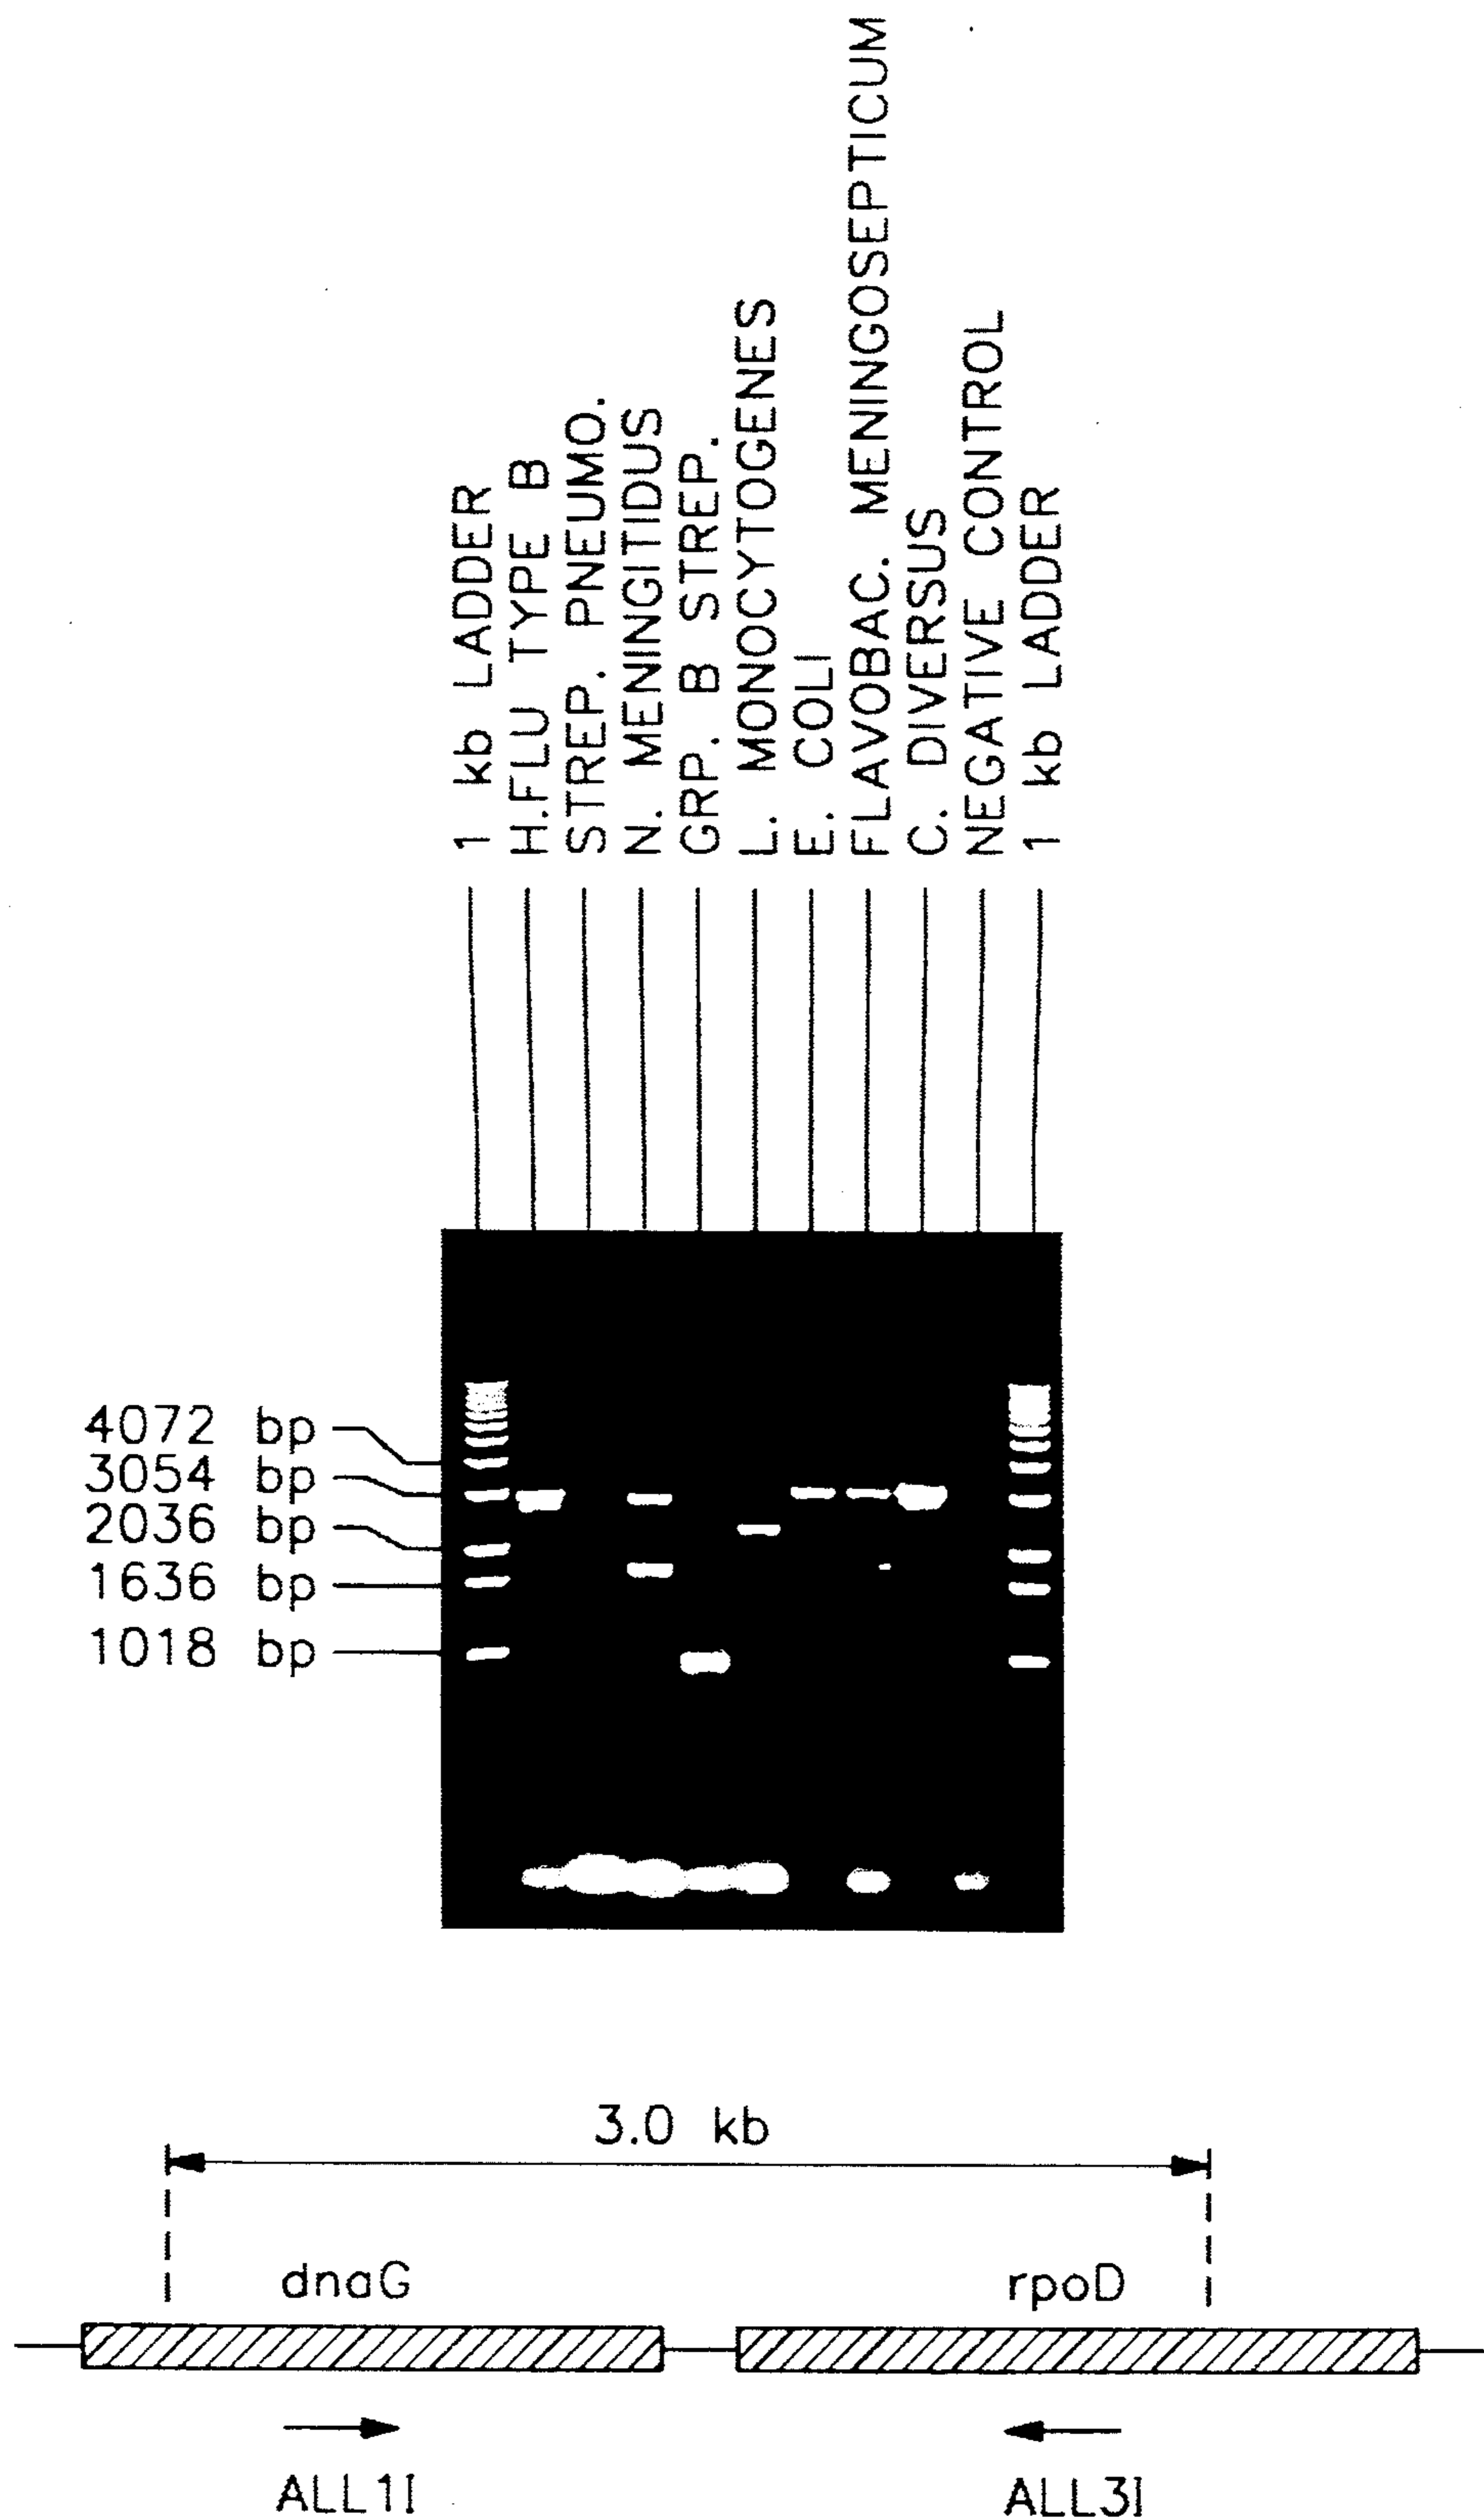 1 kb LADDER
H.FLU TYPE B
STREP. PNEUMO.
N. MENINGITIDUS
GRP. B STREP.
L. MONOCYTOGENES
E. COLI
FLAVOBAC. MENINGOSEPTICUM
C. DIVERSUS
NEGATIVE CONTROL
1 kb LADDER
4072 bp
3054 bp
2036 bp
1636 bp
1018 bp
3.0 kb
dnaG rpoD
ALL1I ALL3I